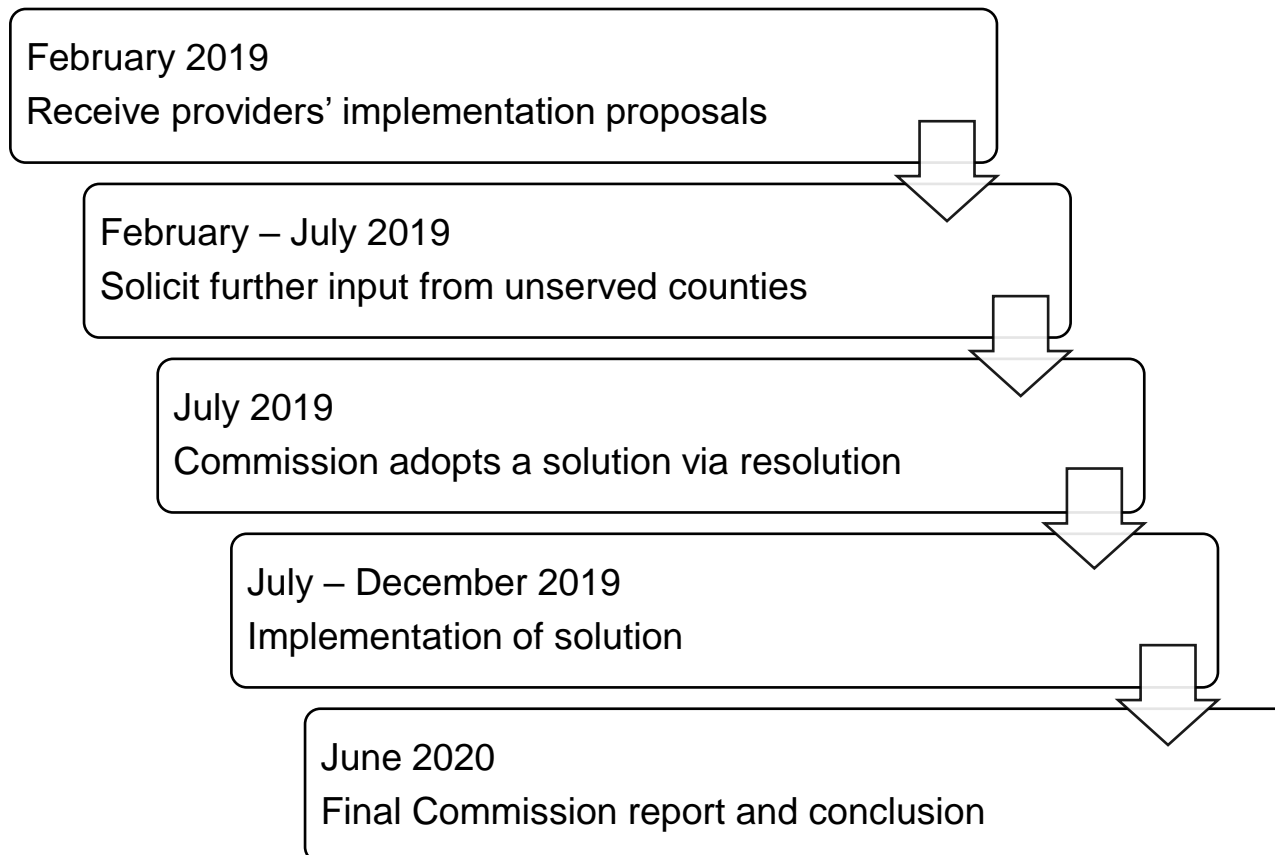 February 2019
Receive providers’ implementation proposals
February – July 2019
Solicit further input from unserved counties
July 2019
Commission adopts a solution via resolution
July – December 2019
Implementation of solution
June 2020
Final Commission report and conclusion